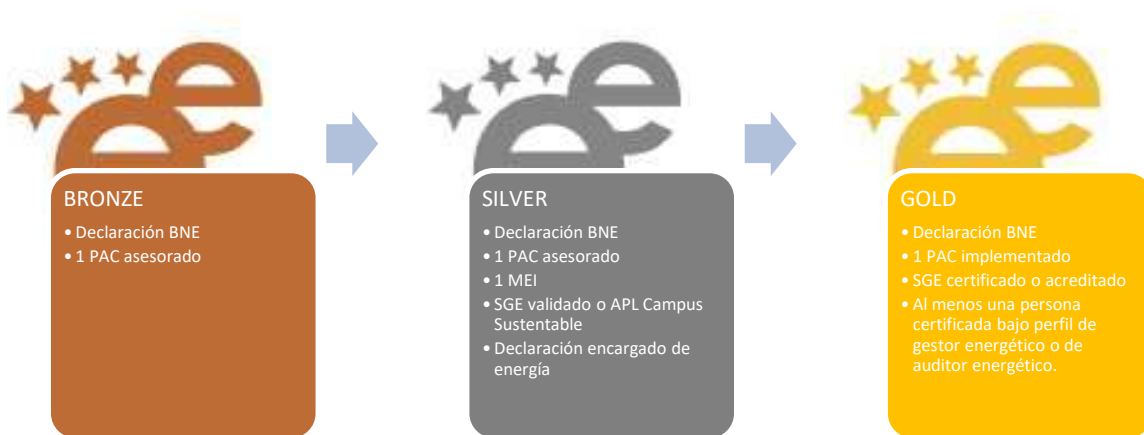 BRONZE
• Declaración BNE
• 1 PAC asesorado
SILVER
• Declaración BNE
• 1 PAC asesorado
• 1 MEI
• SGE validado o APL Campus
Sustentable
• Declaración encargado de
energía
GOLD
• Declaración BNE
• 1 PAC implementado
• SGE certificado o acreditado
• Al menos una persona
certificada bajo perfil de
gestor energético o de
auditor energético.